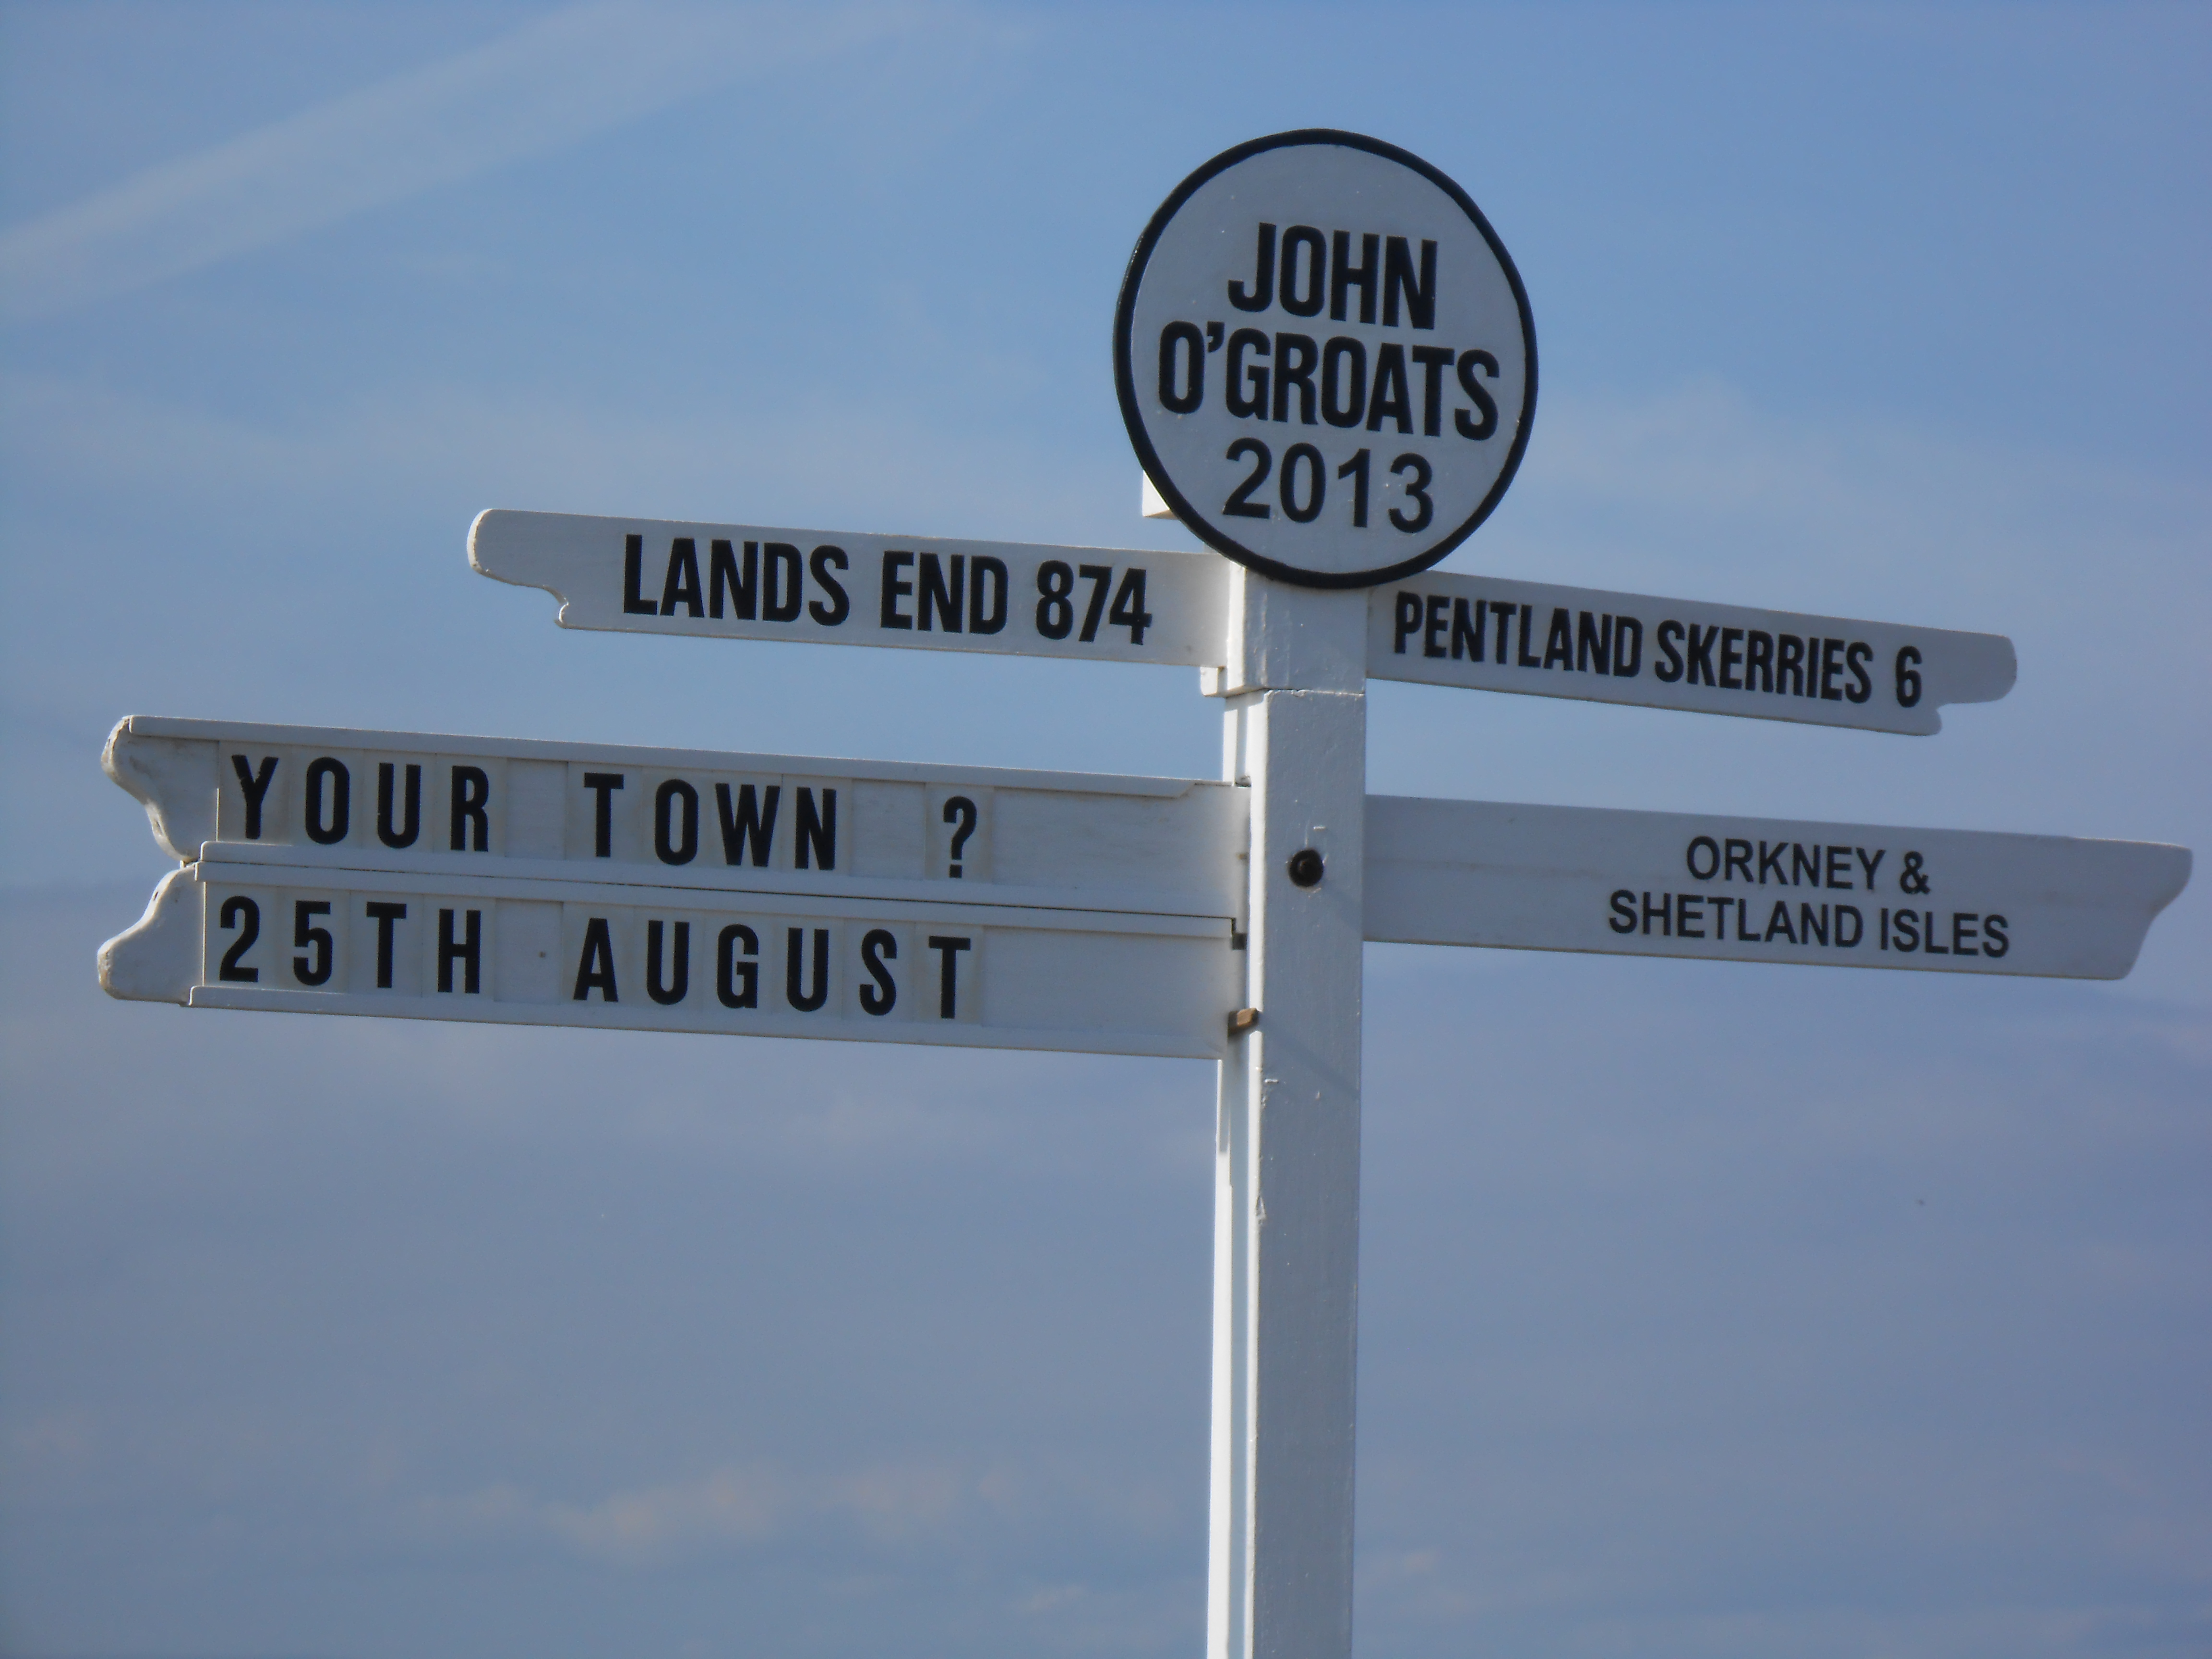 JOHN
O'GROATS
2013
LANDS END 874
PENTLAND SKERRIES 6
YOUR TOWN ?
25TH AUGUST
ORKNEY &
SHETLAND ISLES